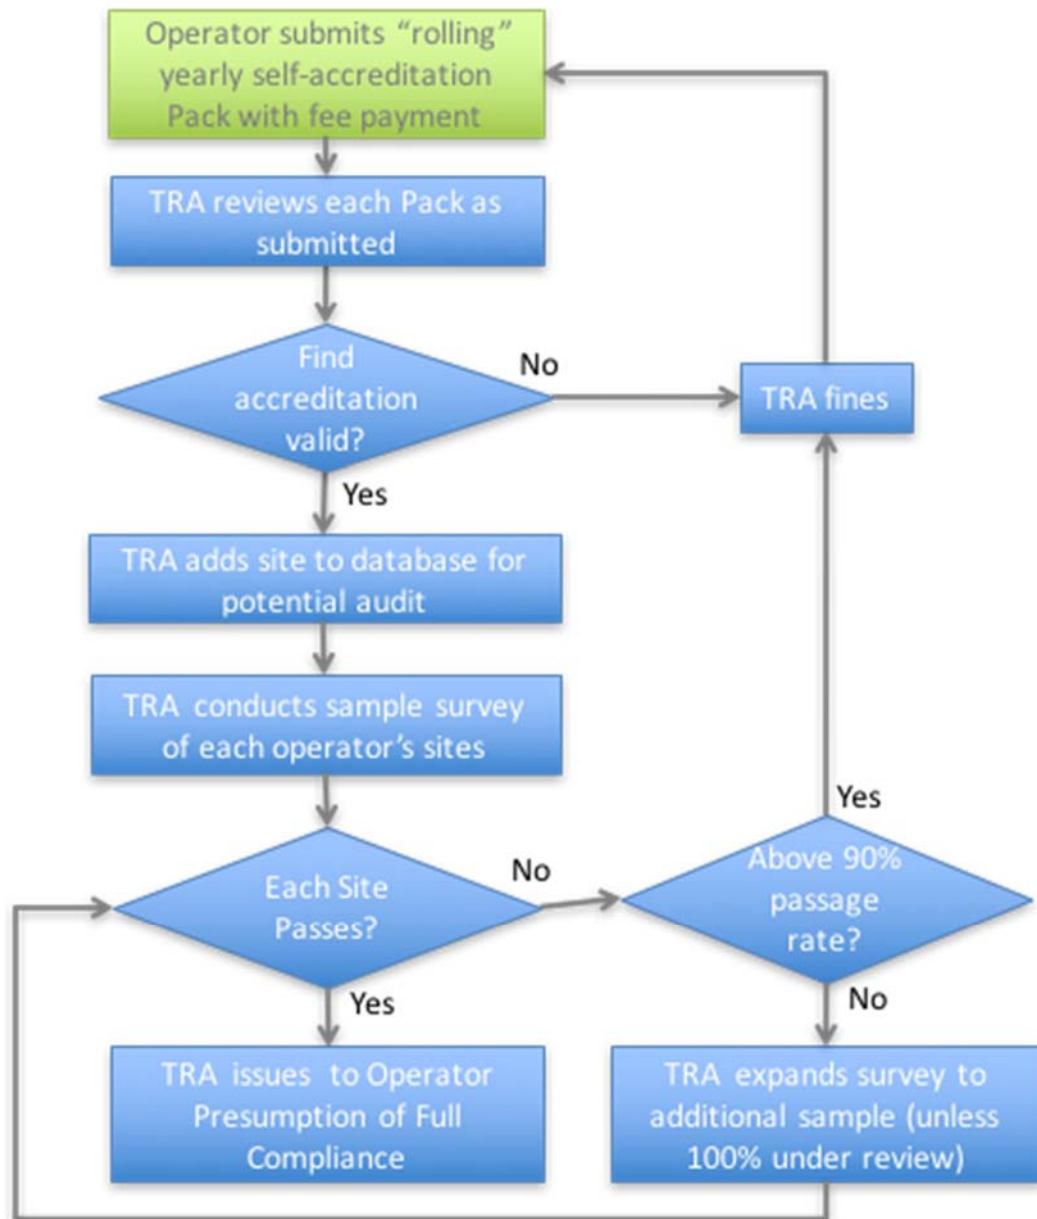 Operator submits “rolling”
yearly self-accreditation
Pack with fee payment
TRA reviews each Pack as
submitted
Find
accreditation
valid?
No
TRA fines
Yes
TRA adds site to database for
potential audit
TRA conducts sample survey
of each operator’s sites
Each Site
Passes?
No
Yes
Above 90%
passage
rate?
Yes
No
TRA issues to Operator
Presumption of Full
Compliance
TRA expands survey to
additional sample (unless
100% under review)